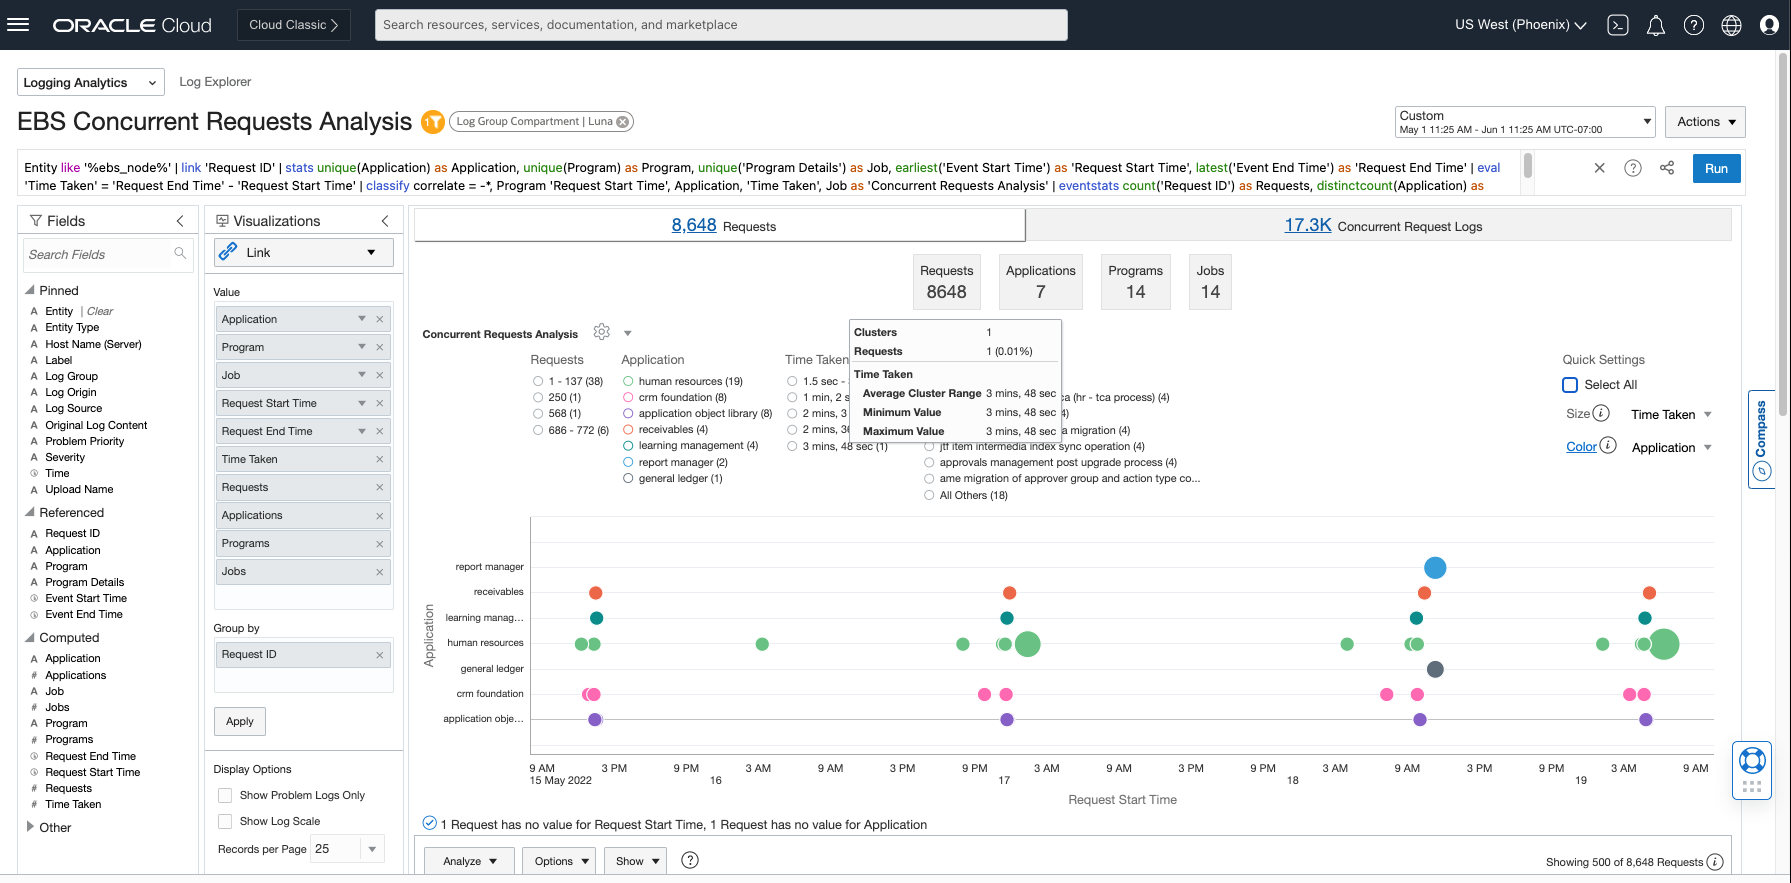 ORACLE Cloud
Cloud Classic
Search resources, services, documentation, and marketplace
US West (Phoenix)
Logging Analytics
Log Explorer
EBS Concurrent Requests Analysis
1
Log Group Compartment | Luna
Custom
May 1 11:25 AM - Jun 1 11:25 AM UTC-07:00
Actions
Entity like '%ebs_node%' | link 'Request ID' | stats unique(Application) as Application, unique(Program) as Program, unique('Program Details') as Job, earliest('Event Start Time') as 'Request Start Time', latest('Event End Time') as 'Request End Time' | eval
'Time Taken' = 'Request End Time' - 'Request Start Time' | classify correlate = -*, Program 'Request Start Time', Application, 'Time Taken', Job as 'Concurrent Requests Analysis' | eventstats count('Request ID') as Requests, distinctcount(Application) as
Run
Fields
Search Fields
Pinned
A Entity | Clear
A Entity Type
A Host Name (Server)
A Label
A Log Group
A Log Origin
A Log Source
A Original Log Content
A Problem Priority
A Severity
Time
A Upload Name
Referenced
A Request ID
A Application
A Program
A Program Details
Event Start Time
Event End Time
Computed
A Application
# Applications
A Job
# Jobs
A Program
# Programs
Request End Time
Request Start Time
# Requests
# Time Taken
Other
Visualizations
Link
Value
Application
Program
Job
Request Start Time
Request End Time
Time Taken
Requests
Applications
Programs
Jobs
Group by
Request ID
Apply
Display Options
Show Problem Logs Only
Show Log Scale
Records per Page 25
8,648 Requests
17.3K Concurrent Request Logs
Requests
8648
Applications
7
Programs
14
Jobs
14
Concurrent Requests Analysis
Requests
1 - 137 (38)
250 (1)
568 (1)
686 - 772 (6)
Application
human resources (19)
crm foundation (8)
application object library (8)
receivables (4)
learning management (4)
report manager (2)
general ledger (1)
Time Taken
1.5 sec -
1 min, 2 s
2 mins, 3
2 mins, 3
3 mins, 48 sec (1)
Clusters 1
Requests 1 (0.01%)
Time Taken
Average Cluster Range 3 mins, 48 sec
Minimum Value 3 mins, 48 sec
Maximum Value 3 mins, 48 sec
ca (hr - tca process) (4)
4)
a migration (4)
jtf item intermedia index sync operation (4)
approvals management post upgrade process (4)
ame migration of approver group and action type co...
All Others (18)
Quick Settings
Select All
Size Time Taken
Color Application
Compass
Application
report manager
receivables
learning manag...
human resources
general ledger
crm foundation
application obje...
9 AM 3 PM 9 PM 3 AM 9 AM 3 PM 9 PM 3 AM 9 AM 3 PM 9 PM 3 AM 9 AM 3 PM 9 PM 3 AM 9 AM
15 May 2022 16 17 18 19
Request Start Time
1 Request has no value for Request Start Time, 1 Request has no value for Application
Analyze
Options
Show
Showing 500 of 8,648 Requests